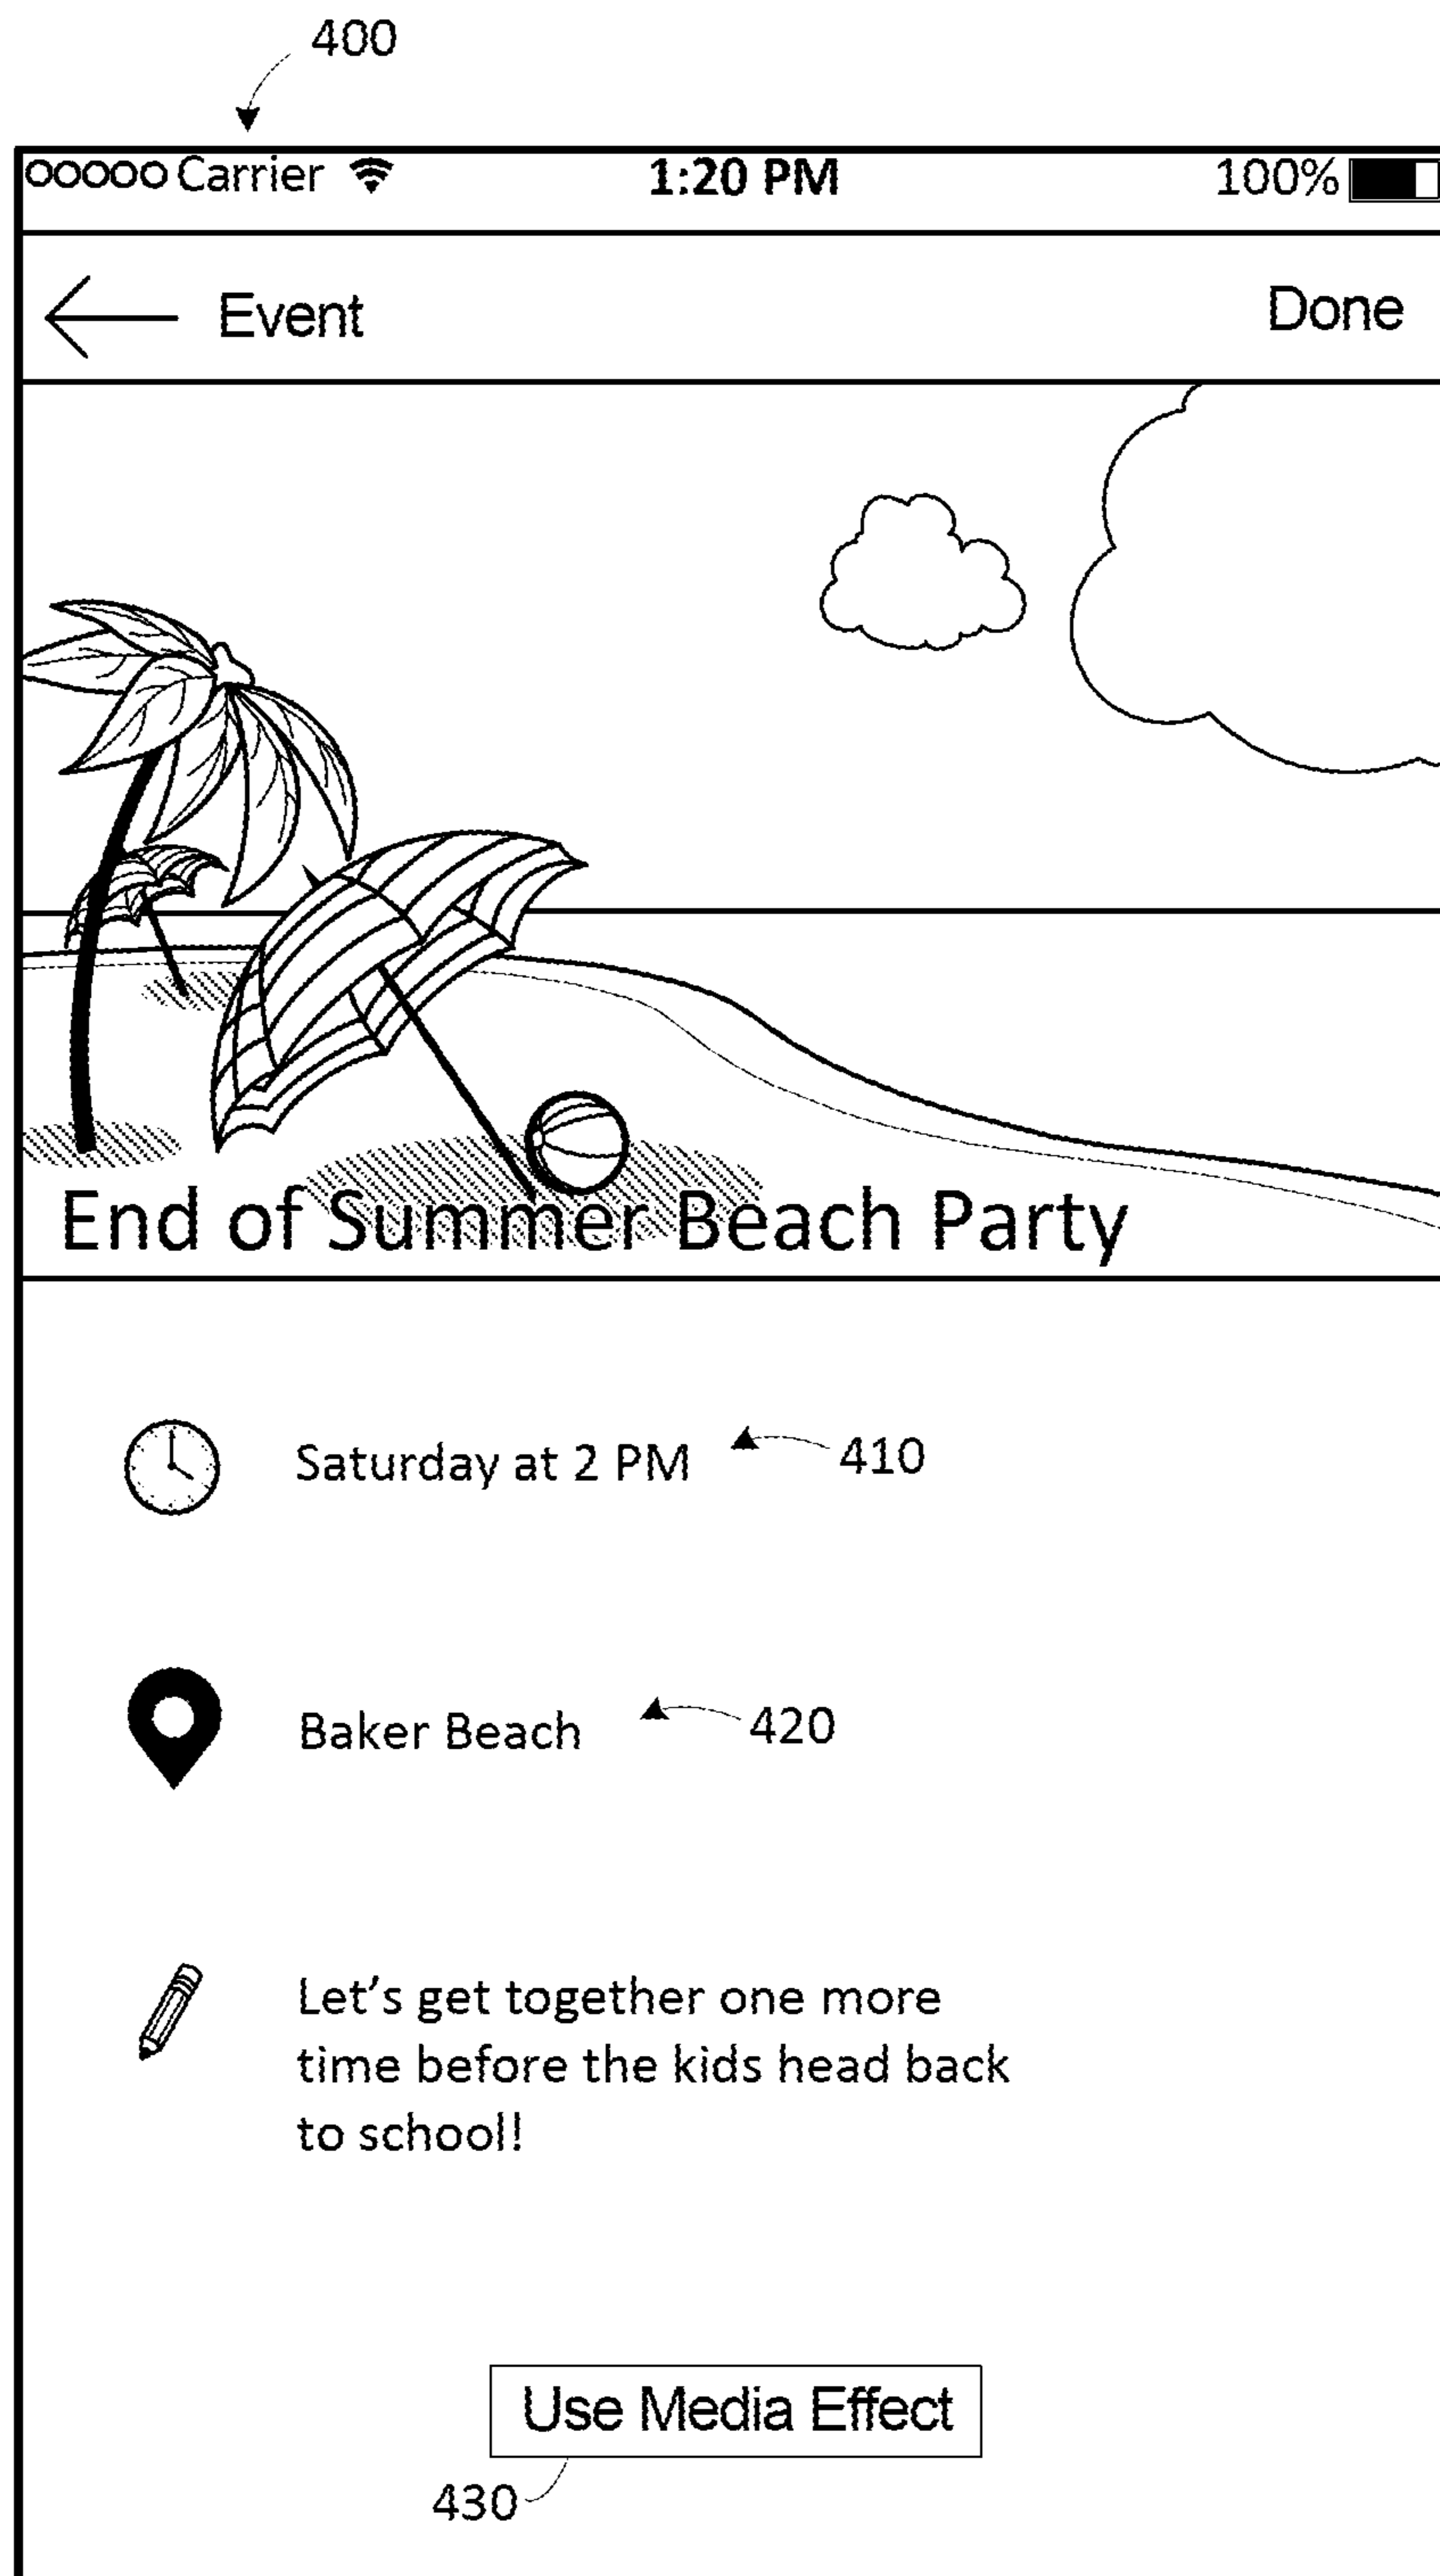 400
ooooo Carrier 1:20 PM 100%
Event Done
End of Summer Beach Party
Saturday at 2 PM 410
Baker Beach 420
Let's get together one more
time before the kids head back
to school!
Use Media Effect
430